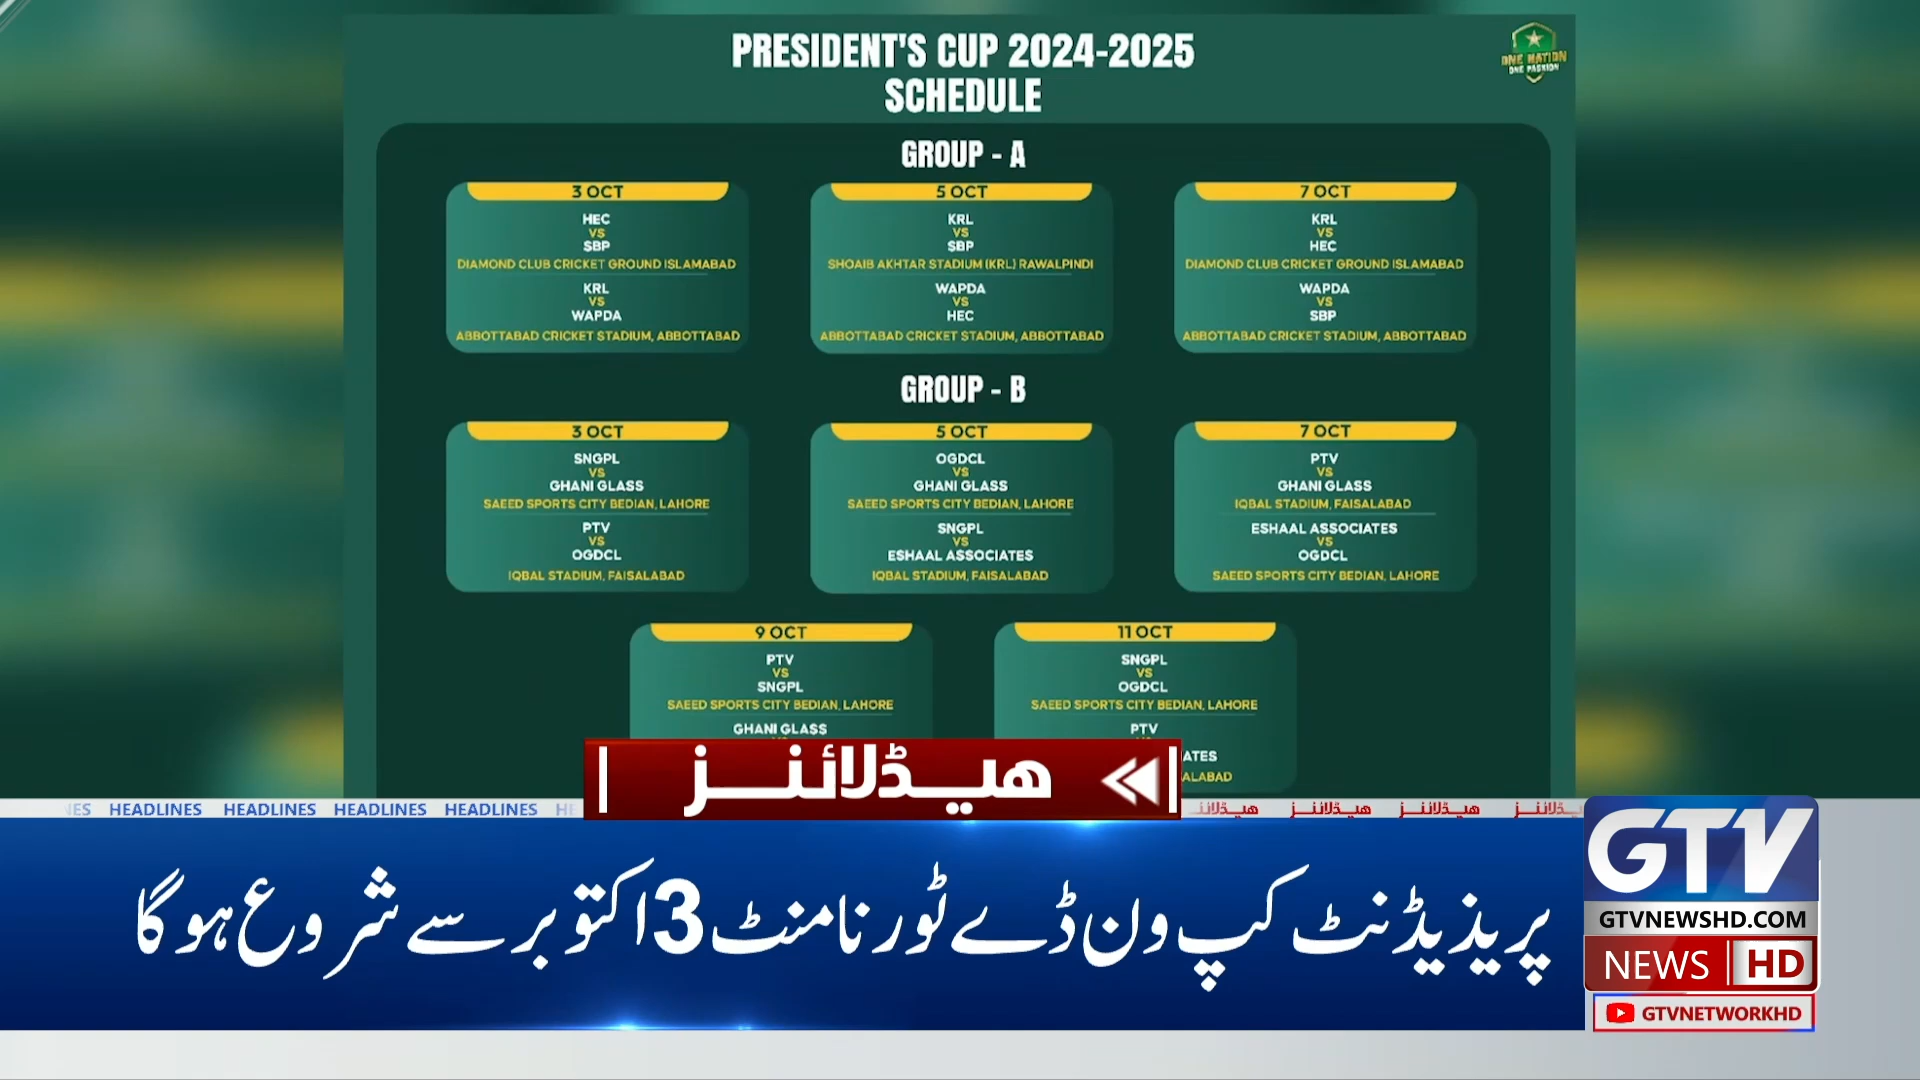 PRESIDENT'S CUP 2024-2025
SCHEDULE
ONE NATION
ONE PASSION
GROUP - A
3 OCT
HEC
VS
SBP
DIAMOND CLUB CRICKET GROUND ISLAMABAD
KRL
VS
WAPDA
ABBOTTABAD CRICKET STADIUM, ABBOTTABAD
5 OCT
KRL
VS
SBP
SHOAIB AKHTAR STADIUM (KRL) RAWALPINDI
WAPDA
VS
HEC
ABBOTTABAD CRICKET STADIUM, ABBOTTABAD
7 OCT
KRL
VS
HEC
DIAMOND CLUB CRICKET GROUND ISLAMABAD
WAPDA
VS
SBP
ABBOTTABAD CRICKET STADIUM, ABBOTTABAD
GROUP - B
3 OCT
SNGPL
VS
GHANI GLASS
SAEED SPORTS CITY BEDIAN, LAHORE
PTV
VS
OGDCL
IQBAL STADIUM, FAISALABAD
5 OCT
OGDCL
VS
GHANI GLASS
SAEED SPORTS CITY BEDIAN, LAHORE
SNGPL
VS
ESHAAL ASSOCIATES
IQBAL STADIUM, FAISALABAD
7 OCT
PTV
VS
GHANI GLASS
IQBAL STADIUM, FAISALABAD
ESHAAL ASSOCIATES
VS
OGDCL
SAEED SPORTS CITY BEDIAN, LAHORE
9 OCT
PTV
VS
SNGPL
SAEED SPORTS CITY BEDIAN, LAHORE
GHANI GLASS
11 OCT
SNGPL
VS
OGDCL
SAEED SPORTS CITY BEDIAN, LAHORE
PTV
ہیڈلائنز
HEADLINES HEADLINES HEADLINES HEADLINES
ہیڈلائنز ہیڈلائنز ہیڈلائنز
پریذیڈنٹ کپ ون ڈے ٹورنامنٹ 3 اکتوبر سے شروع ہوگا
GTV
GTVNEWSHD.COM
NEWS HD
GTVNETWORKHD